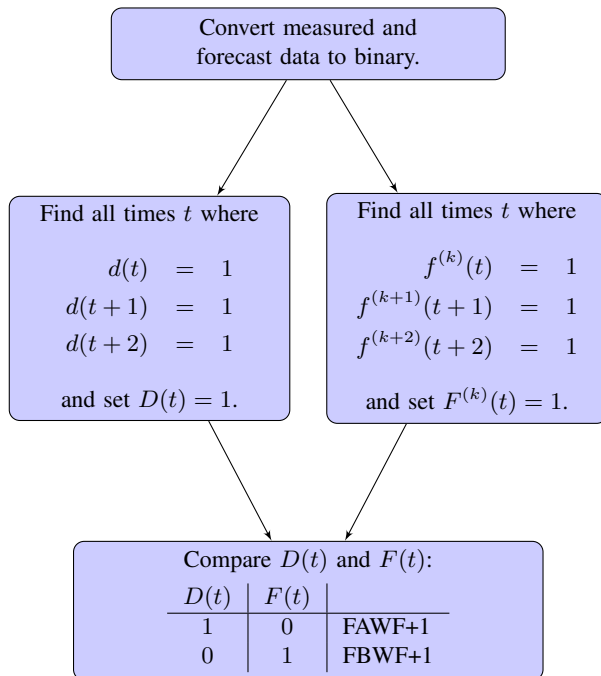 Convert measured and
forecast data to binary.
Find all times t where
d(t) = 1
d(t + 1) = 1
d(t + 2) = 1
and set D(t) = 1.
Find all times t where
f^{(k)}(t) = 1
f^{(k+1)}(t + 1) = 1
f^{(k+2)}(t + 2) = 1
and set F^{(k)}(t) = 1.
Compare D(t) and F(t):
D(t) F(t)
1 0 FAWF+1
0 1 FBWF+1